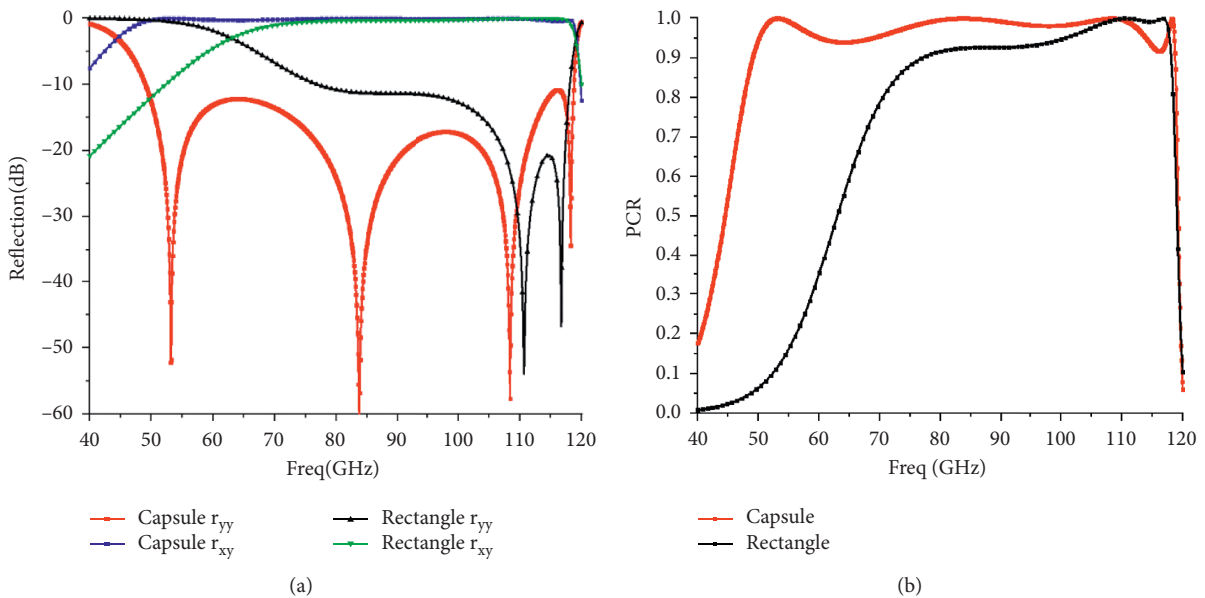 0
−10
−20
−30
−40
−50
−60
Reflection(dB)
40 50 60 70 80 90 100 110 120
Freq(GHz)
Capsule r_yy
Capsule r_xy
Rectangle r_yy
Rectangle r_xy
(a)
1.0
0.9
0.8
0.7
0.6
0.5
0.4
0.3
0.2
0.1
0.0
PCR
40 50 60 70 80 90 100 110 120
Freq (GHz)
Capsule
Rectangle
(b)